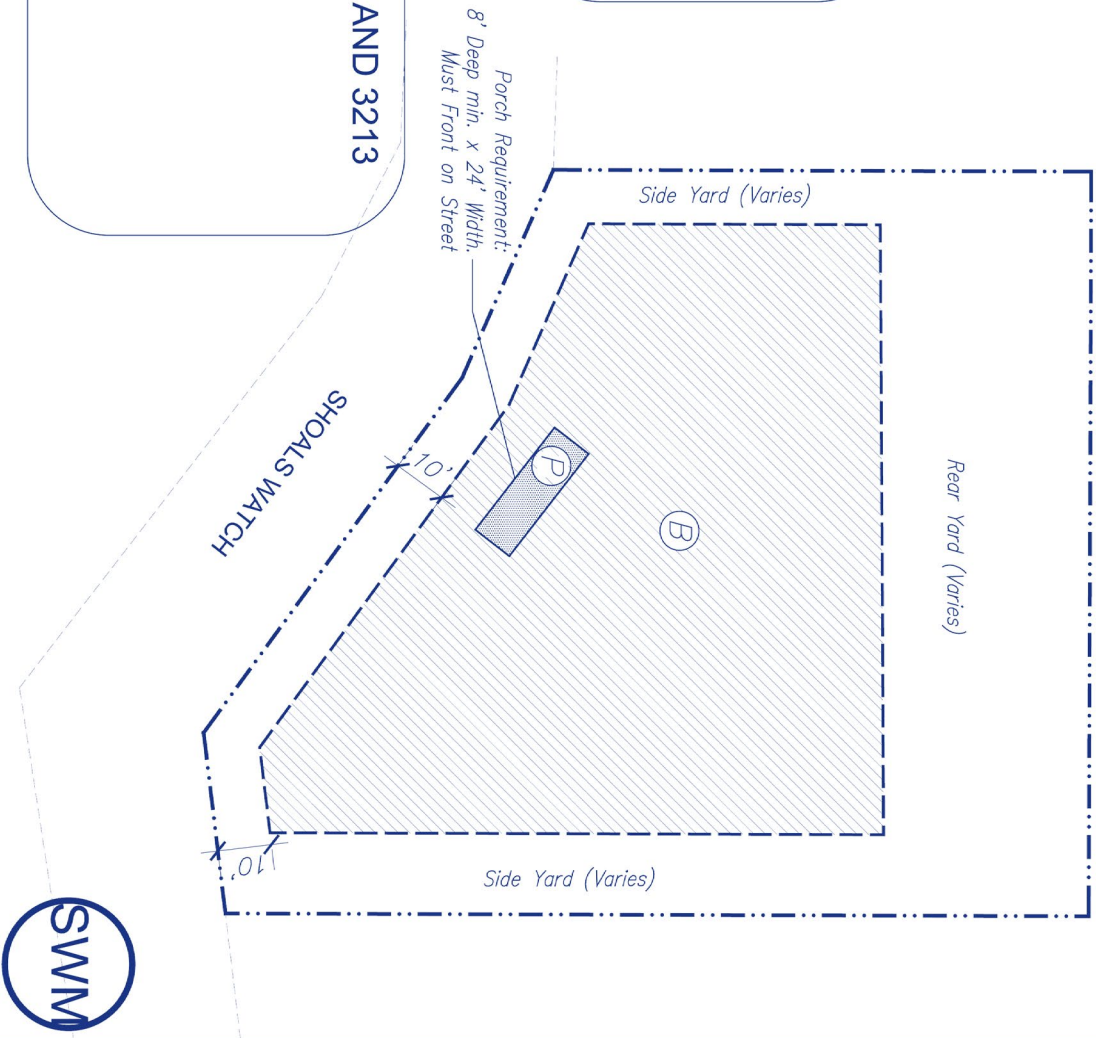 AND 3213
Porch Requirement:
8' Deep min. x 24' Width.
Must Front on Street
Side Yard (Varies)
SHOALS WATCH
10'
P
B
Rear Yard (Varies)
10'
Side Yard (Varies)
SWM